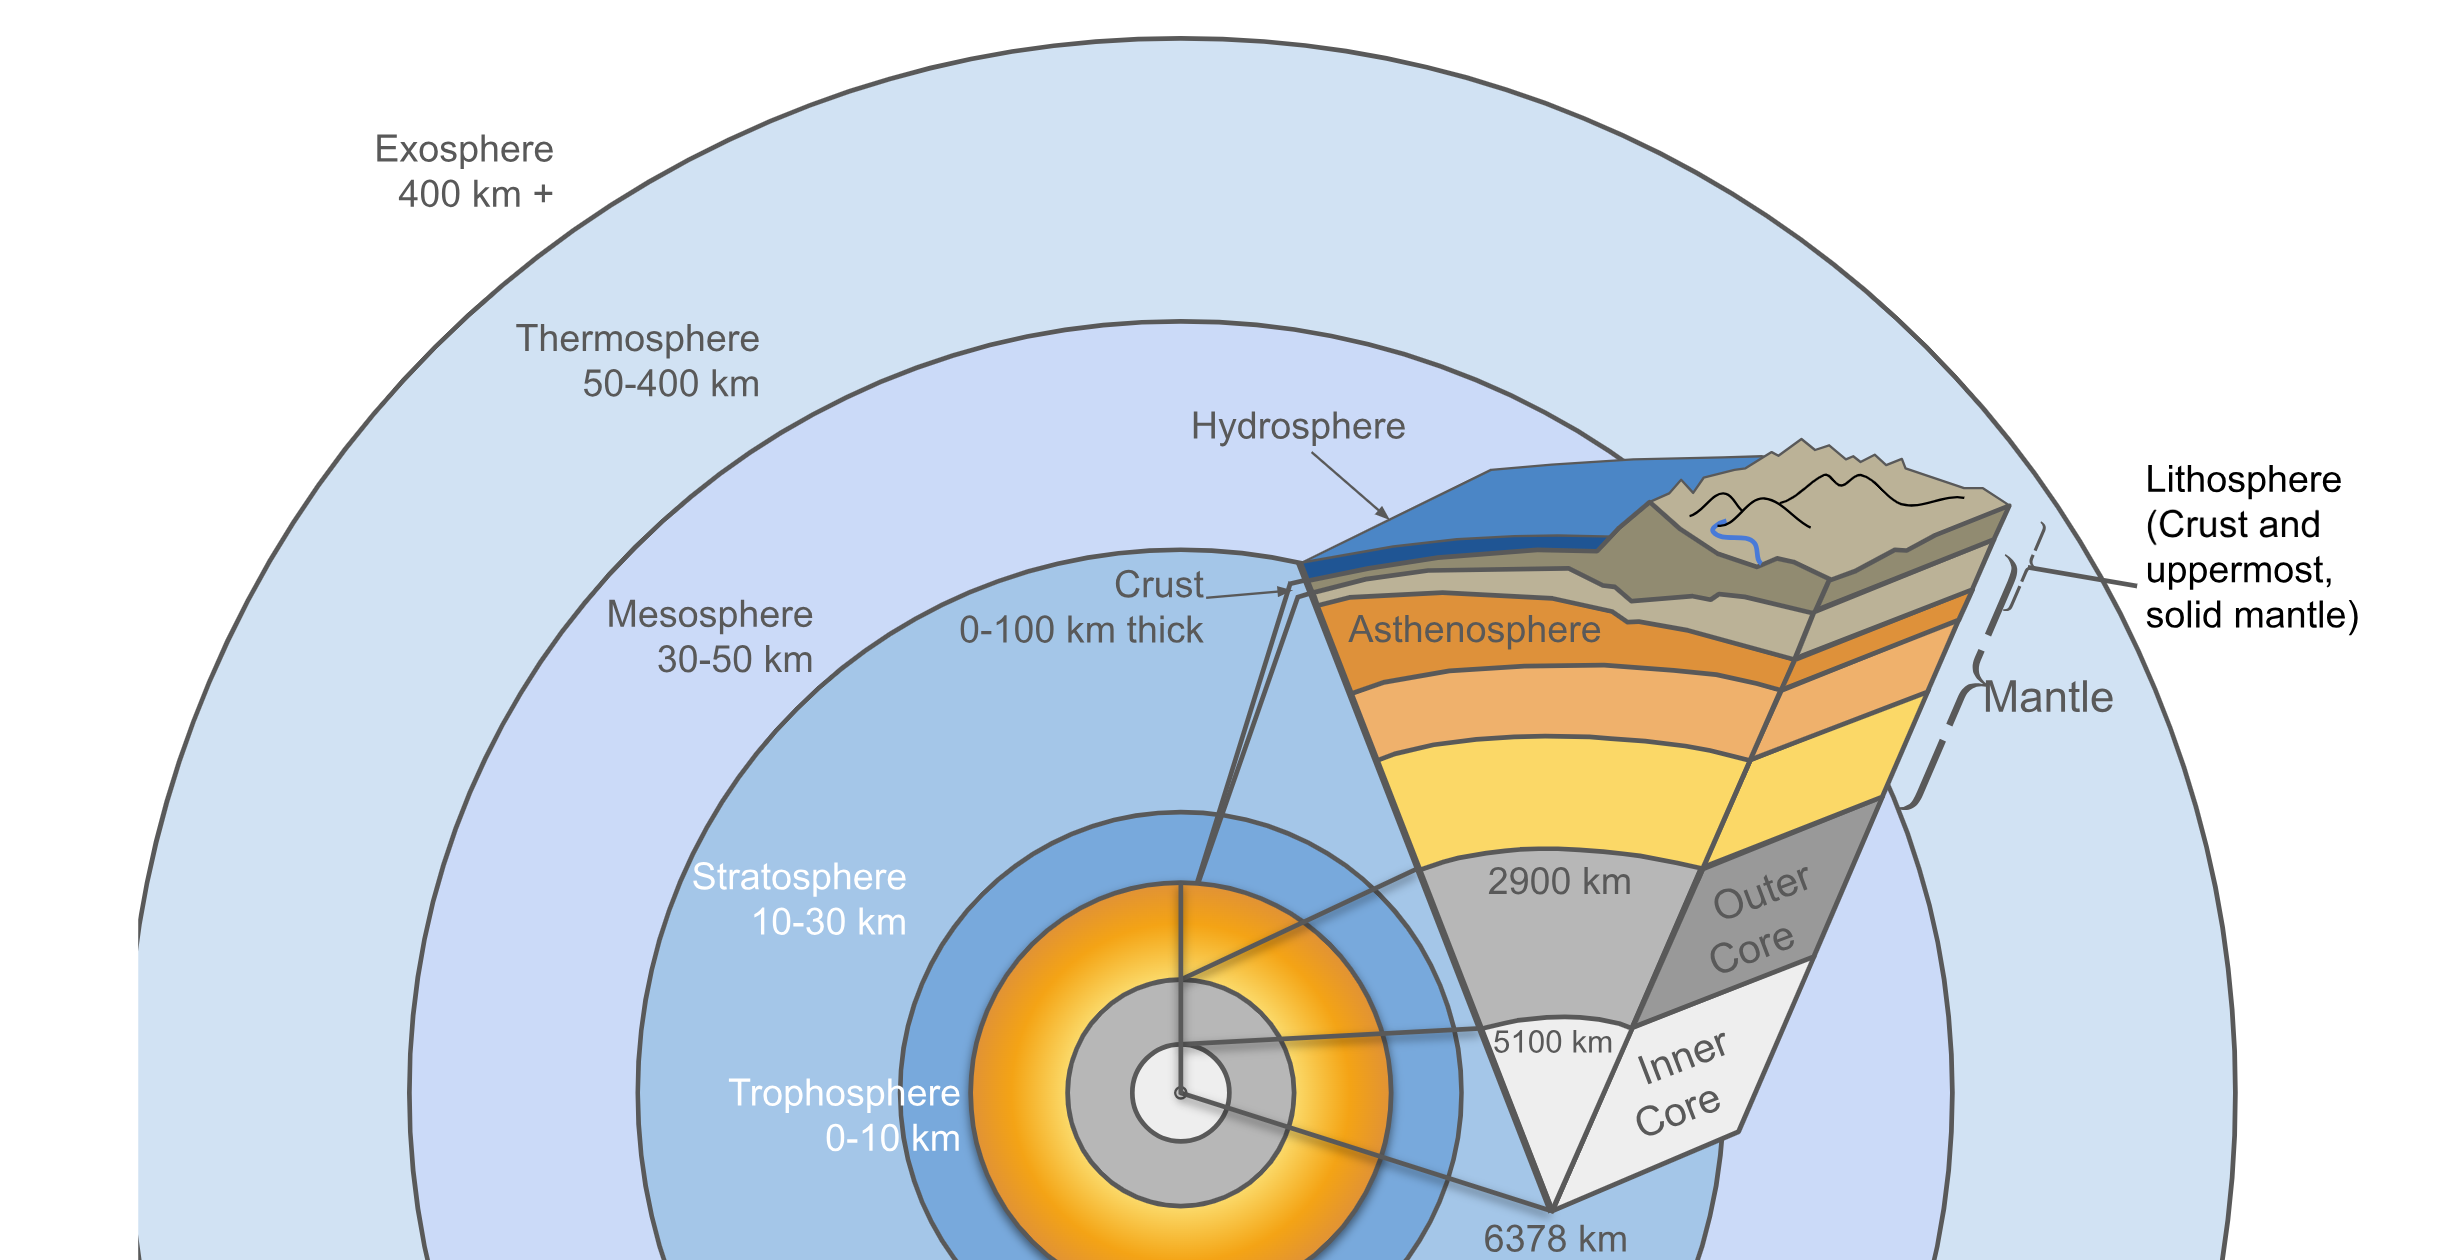 Exosphere
400 km +
Thermosphere
50-400 km
Hydrosphere
Lithosphere
(Crust and
uppermost,
solid mantle)
Crust
0-100 km thick
Mesosphere
30-50 km
Asthenosphere
Mantle
Stratosphere
10-30 km
2900 km
Outer
Core
5100 km
Inner
Core
Trophosphere
0-10 km
6378 km